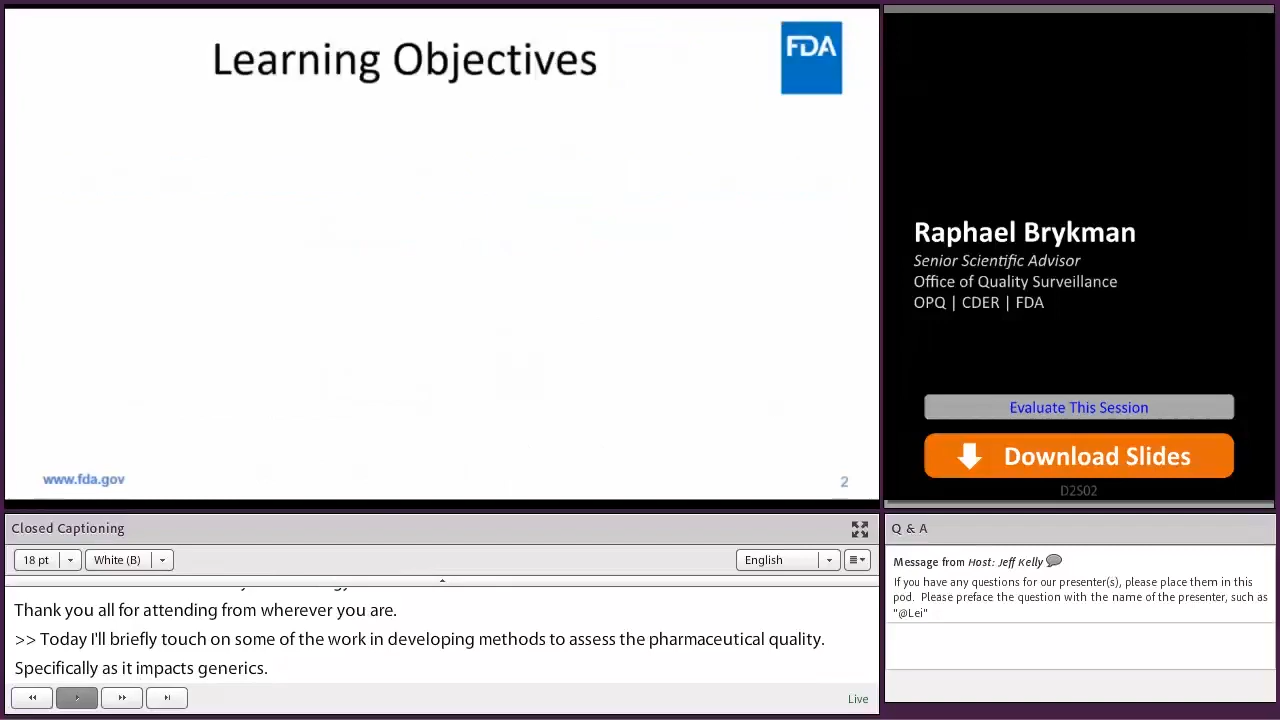 Learning Objectives
FDA
www.fda.gov
2
Raphael Brykman
Senior Scientific Advisor
Office of Quality Surveillance
OPQ | CDER | FDA
Evaluate This Session
Download Slides
D2S02
Closed Captioning
18 pt
White (B)
English
Thank you all for attending from wherever you are.
>> Today I'll briefly touch on some of the work in developing methods to assess the pharmaceutical quality.
Specifically as it impacts generics.
Live
Q & A
Message from Host: Jeff Kelly
If you have any questions for our presenter(s), please place them in this
pod. Please preface the question with the name of the presenter, such as
"@Lei"